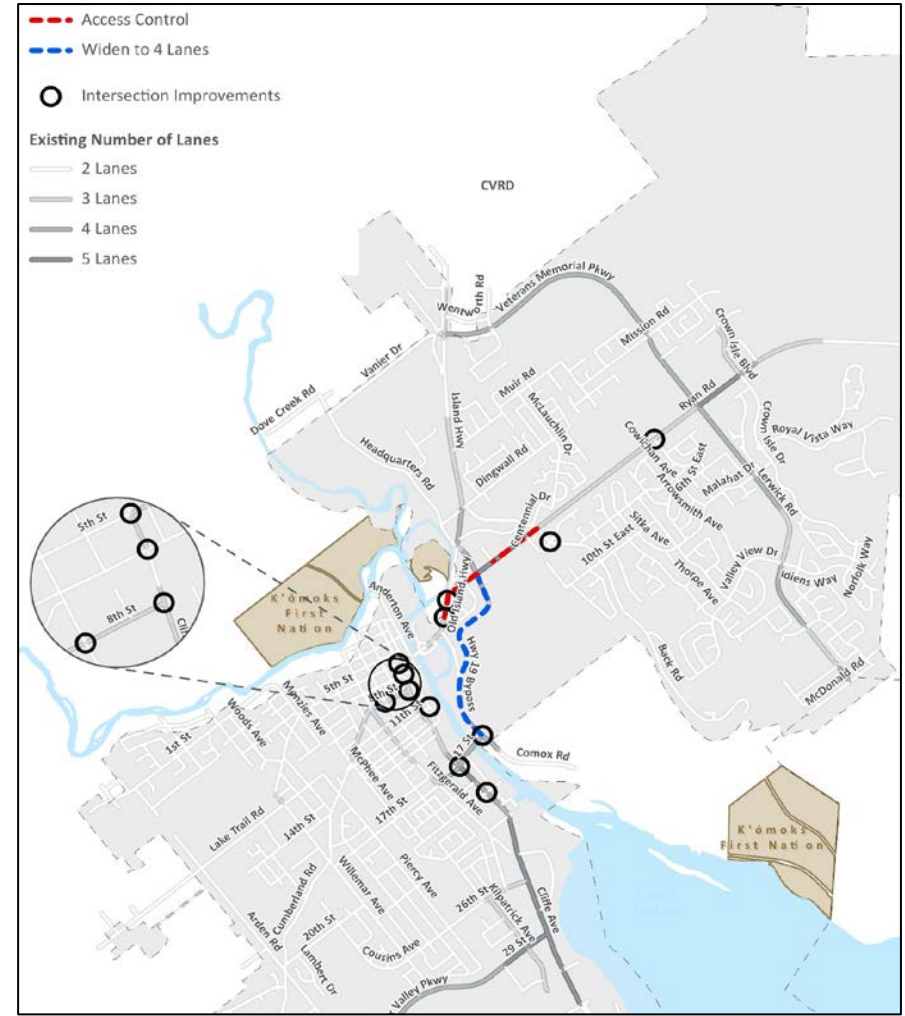 Access Control
Widen to 4 Lanes
Intersection Improvements
Existing Number of Lanes
2 Lanes
3 Lanes
4 Lanes
5 Lanes
CVRD
Wentworth Rd
Veterans Memorial Pkwy
Vanier Dr
Mission Rd
Crown Isle Blvd
Muir Rd
Island Hwy
Dove Creek Rd
Ryan Rd
McLauchlin Dr
Crown Isle Dr
Royal Vista Way
Headquarters Rd
Dingwall Rd
Cowichan Ave
6th St East
Malahat Dr
Arrowsmith Ave
Lerwick Rd
Centennial Dr
Sitka Ave
10th St East
Valley View Dr
Thorpe Ave
idiens Way
Norfolk Way
5th St
8th St
Cli
K'ómoks
First
Nation
Anderton Ave
Old Island Hwy
Hwy 19 Bypass
Back Rd
McDonald Rd
5th St
8th St
11th St
Menzies Ave
Woods Ave
1st St
17 St
Comox Rd
McPhee Ave
Fitzgerald Ave
17th St
Lake Trail Rd
14th St
K'ómoks
First Nation
Cumberland Rd
Willemar Ave
Piercy Ave
26th St
Kilpatrick Ave
Cliffe Ave
20th St
Arden Rd
Lambert Dr
Cousins Ave
29 St
Valley Pkwy